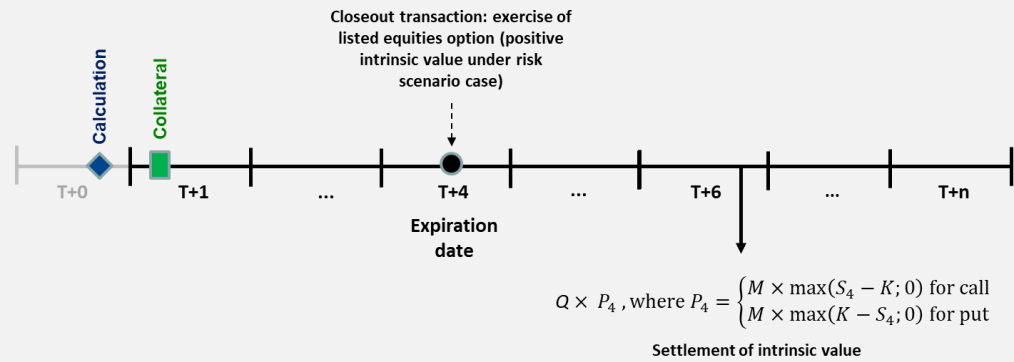 Closeout transaction: exercise of
listed equities option (positive
intrinsic value under risk
scenario case)
Calculation
Collateral
T+0
T+1
...
T+4
...
T+6
...
T+n
Expiration
date
Q × P₄ , where P₄ = { M × max(S₄ − K; 0) for call
M × max(K − S₄; 0) for put
Settlement of intrinsic value